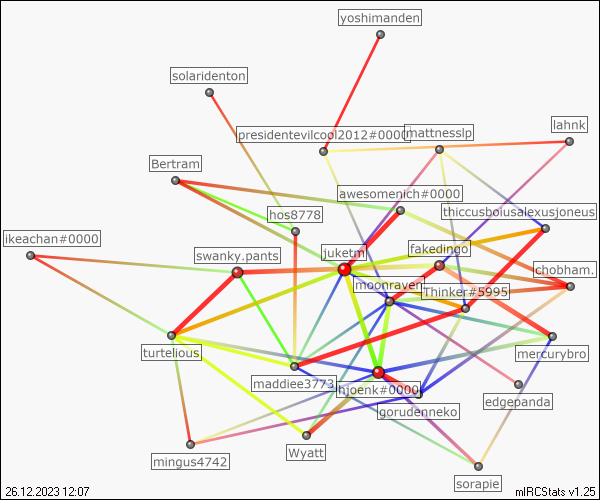 yoshimanden
solaridenton
lahnk
presidentevilcool2012#0000
mattnesslp
Bertram
awesomenich#0000
thiccusboiusalexusjoneus
hos8778
ikeachan#0000
juketml
fakedingo
swanky.pants
chobham.
moonraven
Thinker#5995
turtelious
mercurybro
maddiee3773
hjoenk#0000
gorudenneko
edgepanda
Wyatt
mingus4742
sorapie
26.12.2023 12:07
mIRCStats v1.25